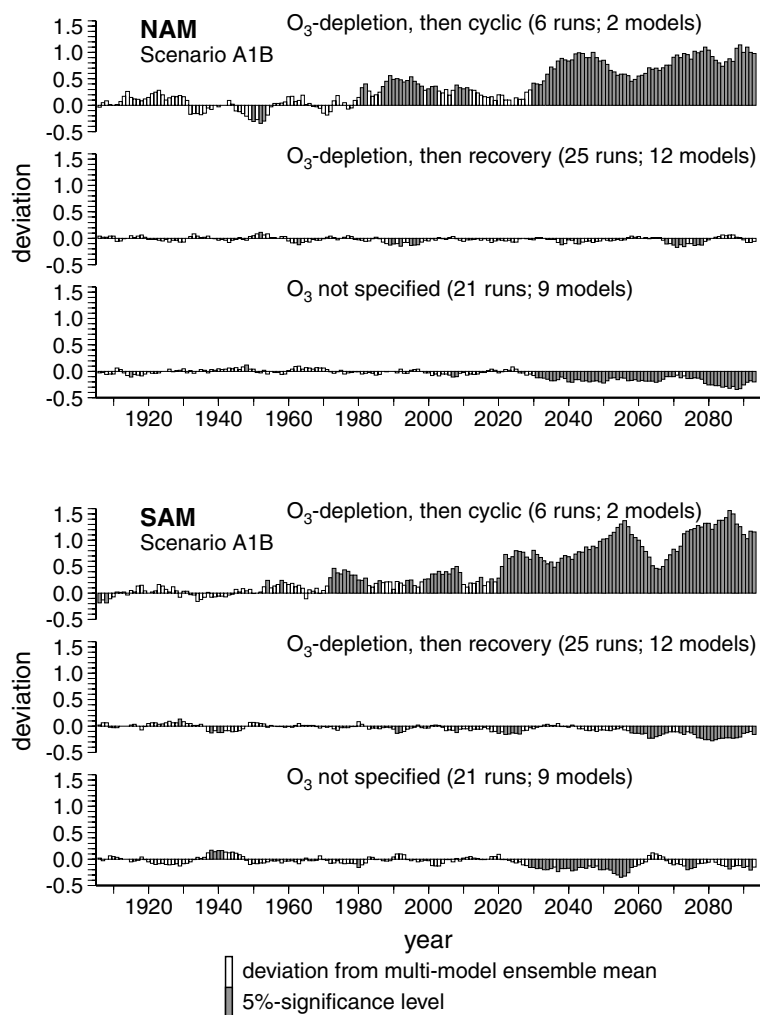 NAM
Scenario A1B
O₃-depletion, then cyclic (6 runs; 2 models)
1.5
1.0
0.5
0.0
-0.5
O₃-depletion, then recovery (25 runs; 12 models)
1.5
1.0
0.5
0.0
-0.5
deviation
O₃ not specified (21 runs; 9 models)
1.5
1.0
0.5
0.0
-0.5
1920 1940 1960 1980 2000 2020 2040 2060 2080
SAM
Scenario A1B
O₃-depletion, then cyclic (6 runs; 2 models)
1.5
1.0
0.5
0.0
-0.5
O₃-depletion, then recovery (25 runs; 12 models)
1.5
1.0
0.5
0.0
-0.5
deviation
O₃ not specified (21 runs; 9 models)
1.5
1.0
0.5
0.0
-0.5
1920 1940 1960 1980 2000 2020 2040 2060 2080
year
deviation from multi-model ensemble mean
5%-significance level